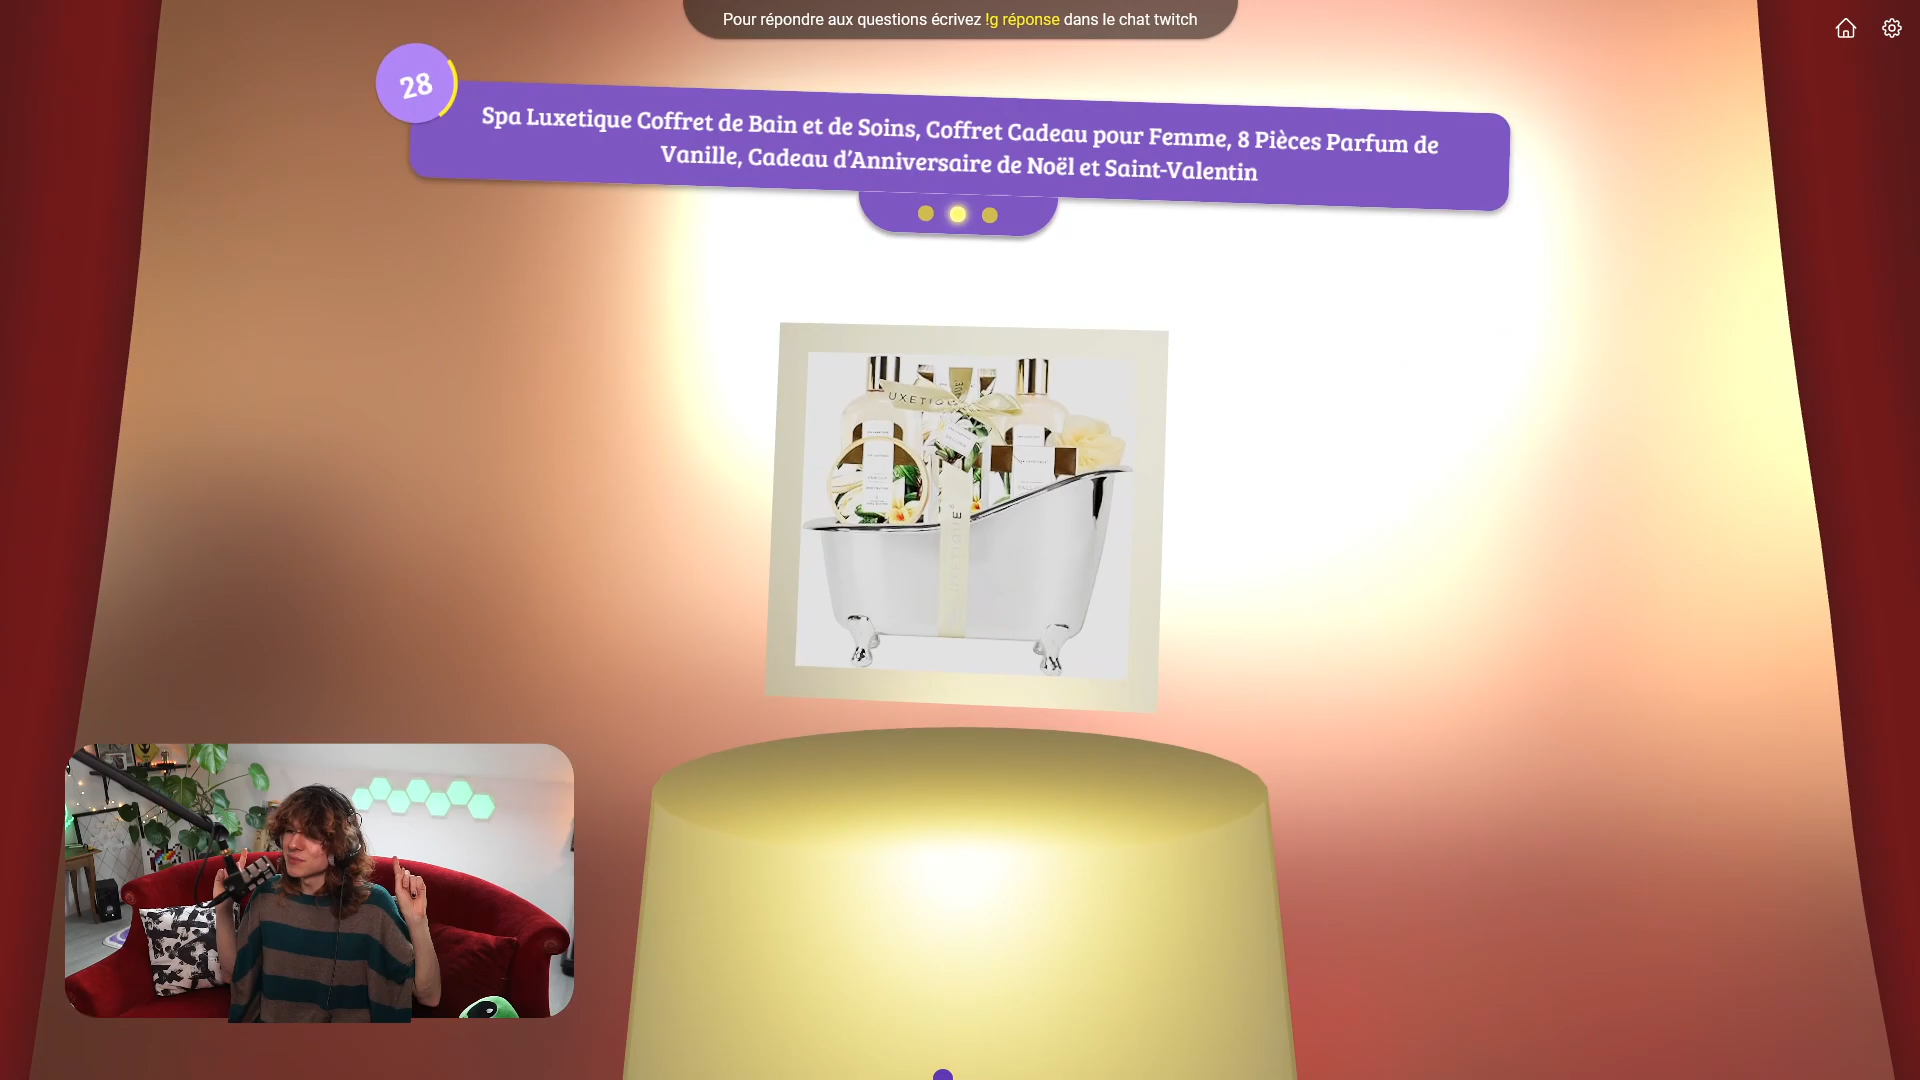 Pour répondre aux questions écrivez !g réponse dans le chat twitch
28
Spa Luxetique Coffret de Bain et de Soins, Coffret Cadeau pour Femme, 8 Pièces Parfum de
Vanille, Cadeau d’Anniversaire de Noël et Saint-Valentin
UXETIQUE